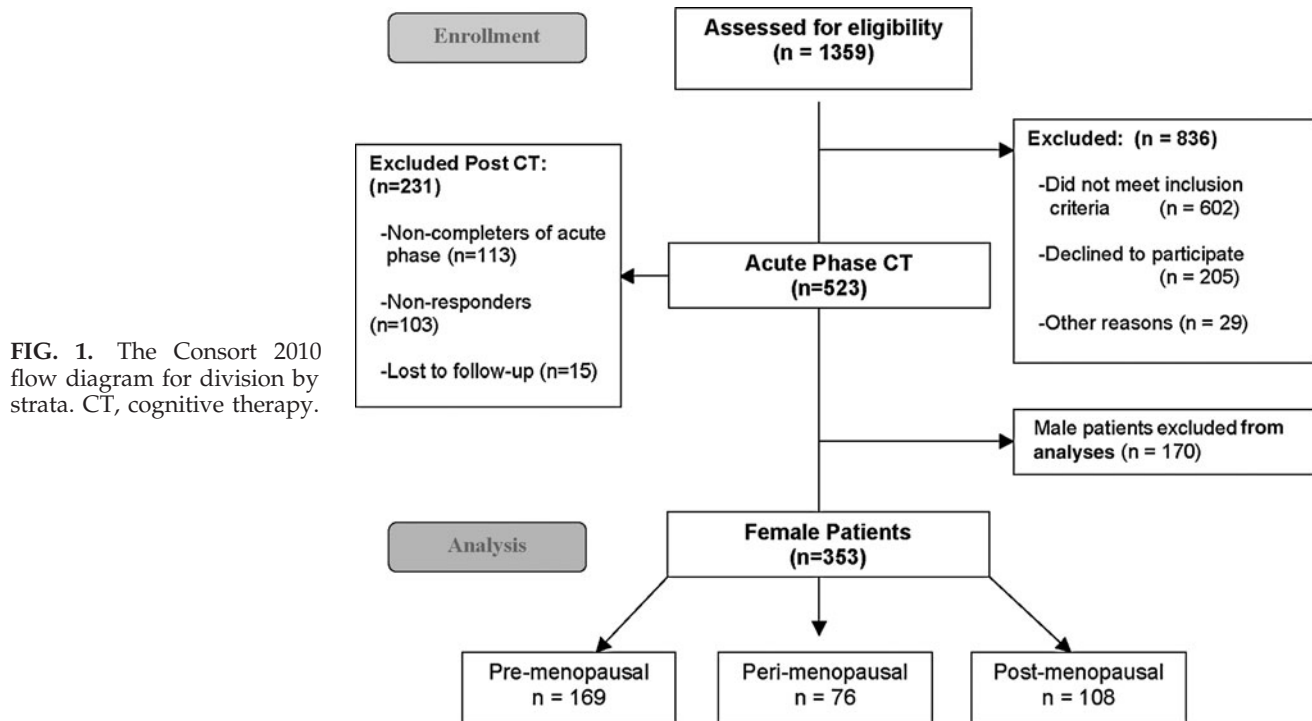 Enrollment
Assessed for eligibility
(n = 1359)
Excluded: (n = 836)
-Did not meet inclusion
criteria (n = 602)
-Declined to participate
(n = 205)
-Other reasons (n = 29)
Excluded Post CT:
(n=231)
-Non-completers of acute
phase (n=113)
-Non-responders
(n=103)
-Lost to follow-up (n=15)
Acute Phase CT
(n=523)
FIG. 1. The Consort 2010
flow diagram for division by
strata. CT, cognitive therapy.
Male patients excluded from
analyses (n = 170)
Analysis
Female Patients
(n=353)
Pre-menopausal
n = 169
Peri-menopausal
n = 76
Post-menopausal
n = 108